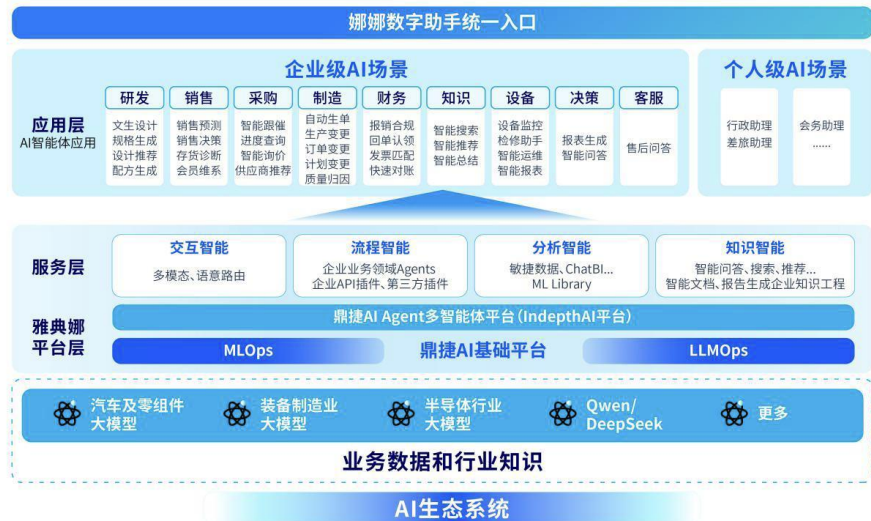 娜娜数字助手统一入口
企业级AI场景
个人级AI场景
应用层
AI智能体应用
研发
文生设计
规格生成
设计推荐
配方生成
销售
销售预测
销售决策
存货诊断
会员维系
采购
智能跟催
进度查询
智能询价
供应商推荐
制造
自动生单
生产变更
订单变更
计划变更
质量归因
财务
报销合规
回单认领
发票匹配
快速对账
知识
智能搜索
智能推荐
智能总结
设备
设备监控
检修助手
智能运维
智能报表
决策
报表生成
智能问答
客服
售后问答
行政助理
差旅助理
会务助理
......
服务层
交互智能
多模态、语意路由
流程智能
企业业务领域Agents
企业API插件、第三方插件
分析智能
敏捷数据、ChatBI...
ML Library
知识智能
智能问答、搜索、推荐...
智能文档、报告生成企业知识工程
雅典娜
平台层
鼎捷AI Agent多智能体平台(IndepthAI平台)
MLOps
鼎捷AI基础平台
LLMOps
汽车及零组件
大模型
装备制造业
大模型
半导体行业
大模型
Qwen/
DeepSeek
更多
业务数据和行业知识
AI生态系统